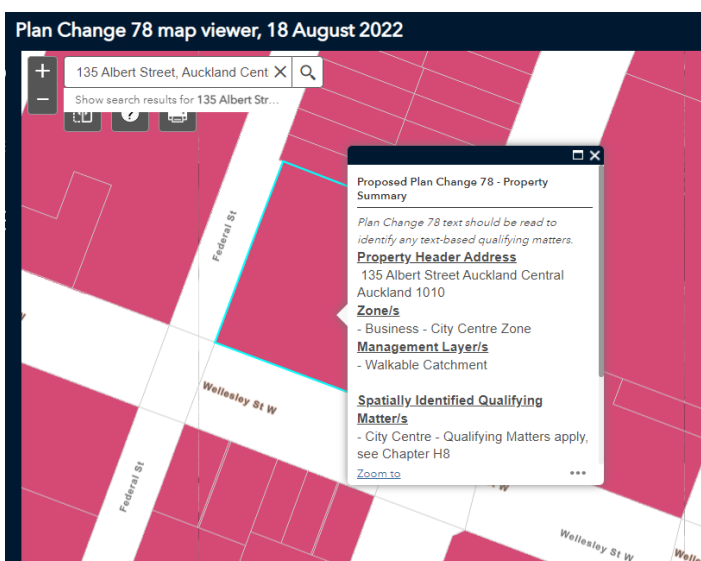 Plan Change 78 map viewer, 18 August 2022
+
−
135 Albert Street, Auckland Cent
Show search results for 135 Albert Str...
?
Proposed Plan Change 78 - Property
Summary
Plan Change 78 text should be read to
identify any text-based qualifying matters.
Property Header Address
135 Albert Street Auckland Central
Auckland 1010
Zone/s
- Business - City Centre Zone
Management Layer/s
- Walkable Catchment
Spatially Identified Qualifying
Matter/s
- City Centre - Qualifying Matters apply,
see Chapter H8
Zoom to
•••
Federal St
Wellesley St W
Federal St
Wellesley St W